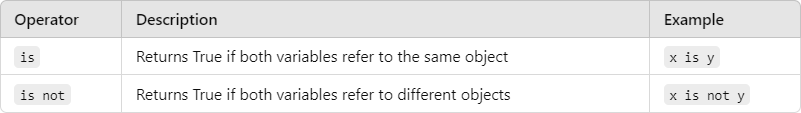 Operator Description Example
is Returns True if both variables refer to the same object x is y
is not Returns True if both variables refer to different objects x is not y